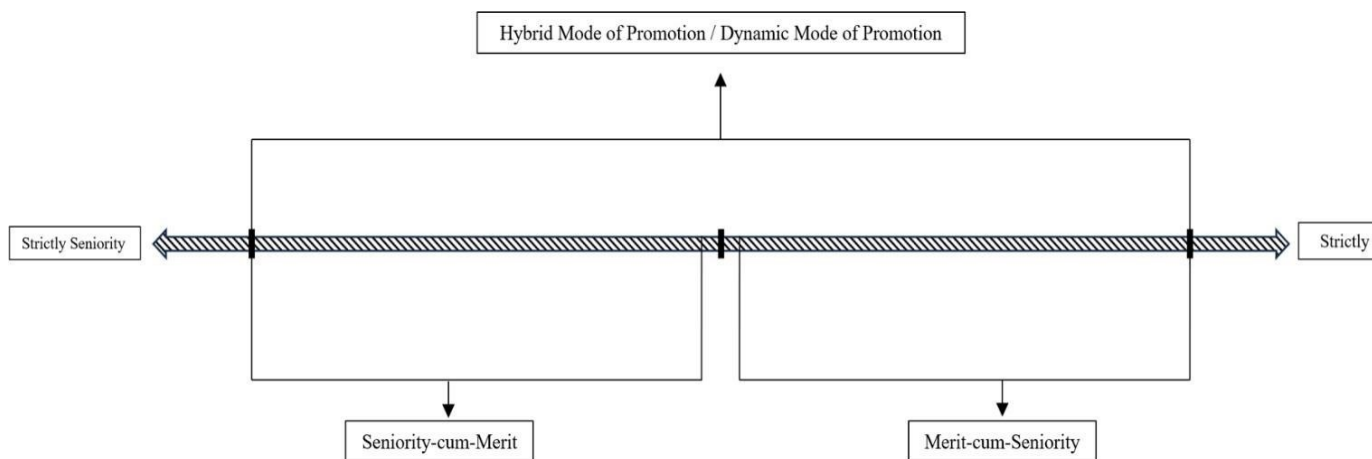 Hybrid Mode of Promotion / Dynamic Mode of Promotion
Strictly Seniority
Strictly
Seniority-cum-Merit
Merit-cum-Seniority